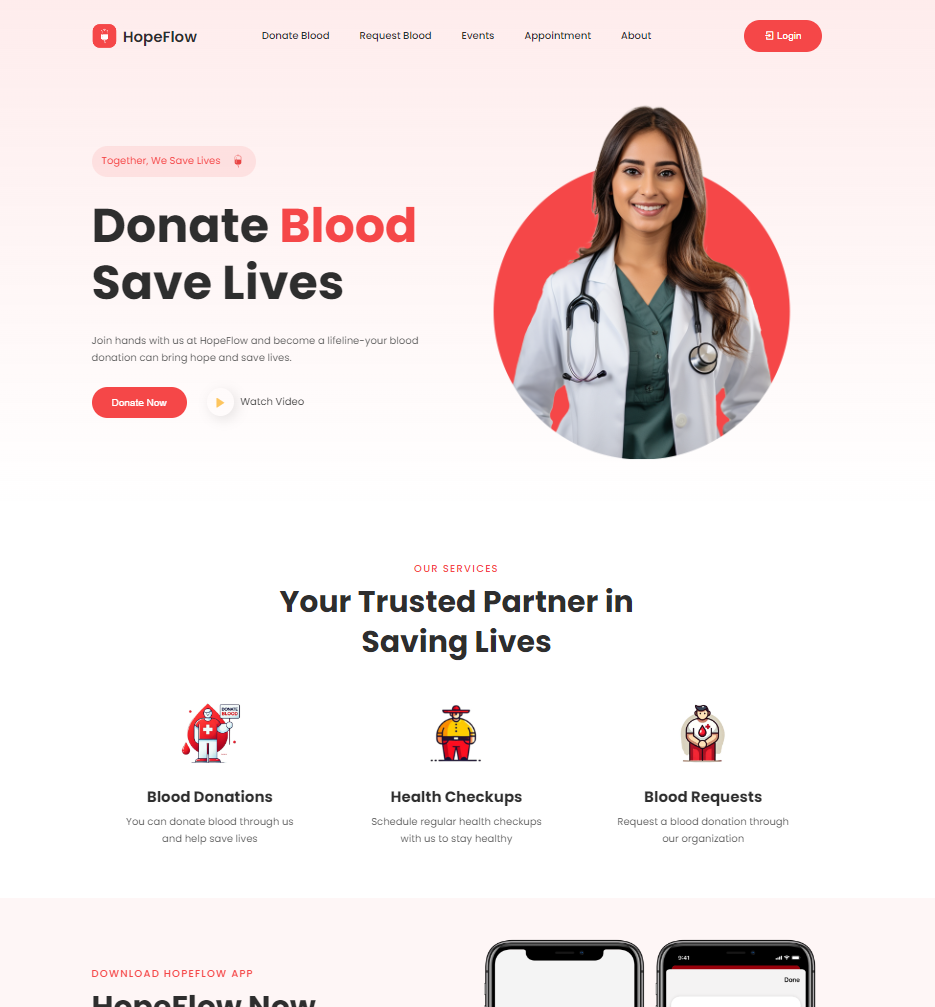 HopeFlow
Donate Blood
Request Blood
Events
Appointment
About
Login
Together, We Save Lives
Donate Blood
Save Lives
Join hands with us at HopeFlow and become a lifeline-your blood
donation can bring hope and save lives.
Donate Now
Watch Video
OUR SERVICES
Your Trusted Partner in
Saving Lives
DONATE
BLOOD
Blood Donations
You can donate blood through us
and help save lives
Health Checkups
Schedule regular health checkups
with us to stay healthy
Blood Requests
Request a blood donation through
our organization
DOWNLOAD HOPEFLOW APP
HopeFlow Now
9:41
Done